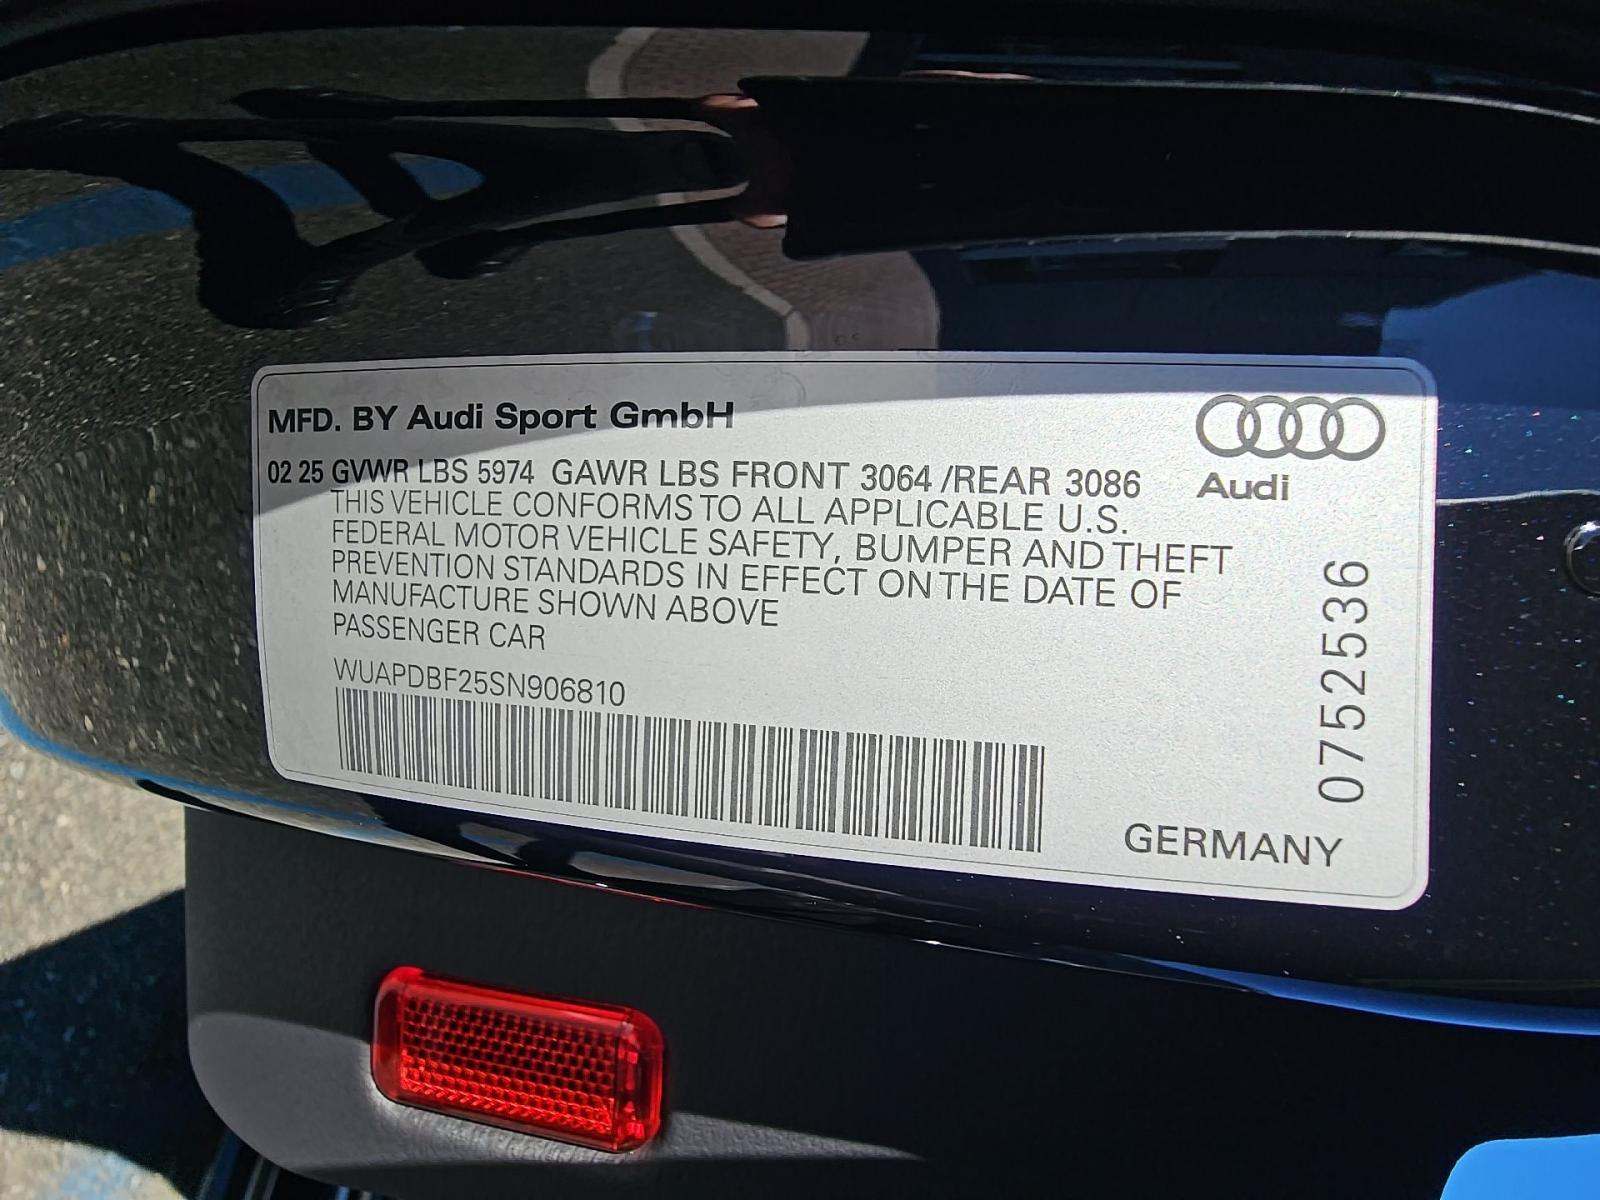 MFD. BY Audi Sport GmbH
Audi
02 25 GVWR LBS 5974 GAWR LBS FRONT 3064 /REAR 3086
THIS VEHICLE CONFORMS TO ALL APPLICABLE U.S.
FEDERAL MOTOR VEHICLE SAFETY, BUMPER AND THEFT
PREVENTION STANDARDS IN EFFECT ON THE DATE OF
MANUFACTURE SHOWN ABOVE
PASSENGER CAR
WUAPDBF25SN906810
0752536
GERMANY